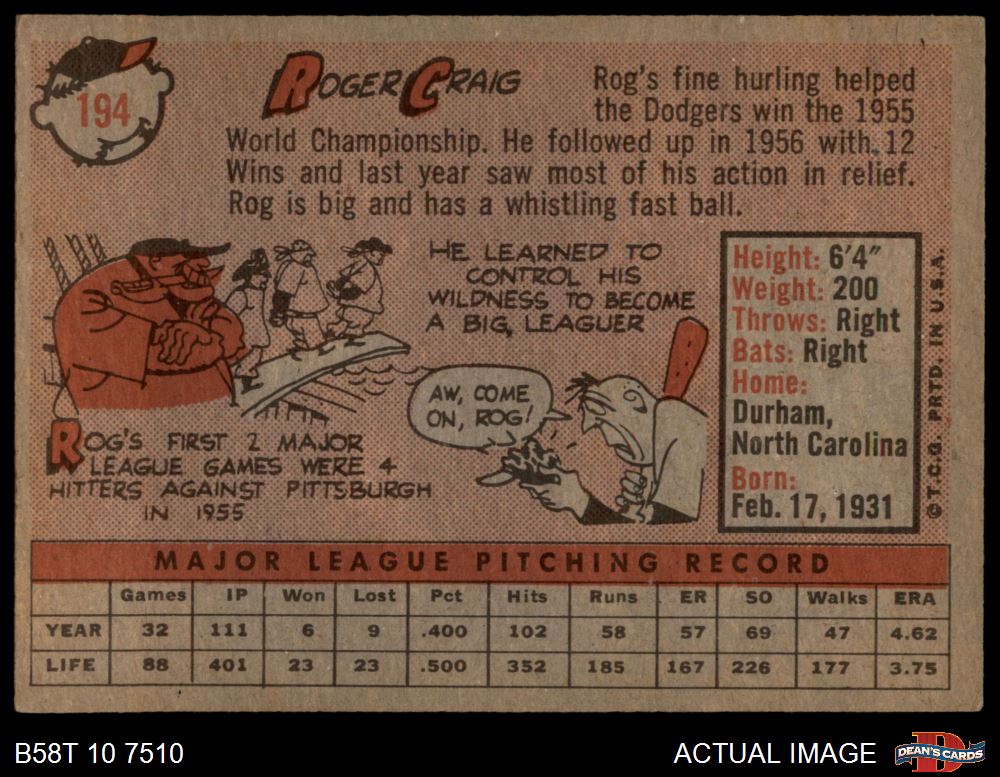 194
ROGER CRAIG
Rog's fine hurling helped
the Dodgers win the 1955
World Championship. He followed up in 1956 with 12
Wins and last year saw most of his action in relief.
Rog is big and has a whistling fast ball.
HE LEARNED TO
CONTROL HIS
WILDNESS TO BECOME
A BIG LEAGUER
AW, COME
ON, ROG!
ROG'S FIRST 2 MAJOR
LEAGUE GAMES WERE 4
HITTERS AGAINST PITTSBURGH
IN 1955
Height: 6'4"
Weight: 200
Throws: Right
Bats: Right
Home:
Durham,
North Carolina
Born:
Feb. 17, 1931
© T.C.G. PRTD. IN U.S.A.
MAJOR LEAGUE PITCHING RECORD
Games IP Won Lost Pct Hits Runs ER SO Walks ERA
YEAR 32 111 6 9 .400 102 58 57 69 47 4.62
LIFE 88 401 23 23 .500 352 185 167 226 177 3.75
B58T 10 7510
ACTUAL IMAGE
DEAN'S CARDS